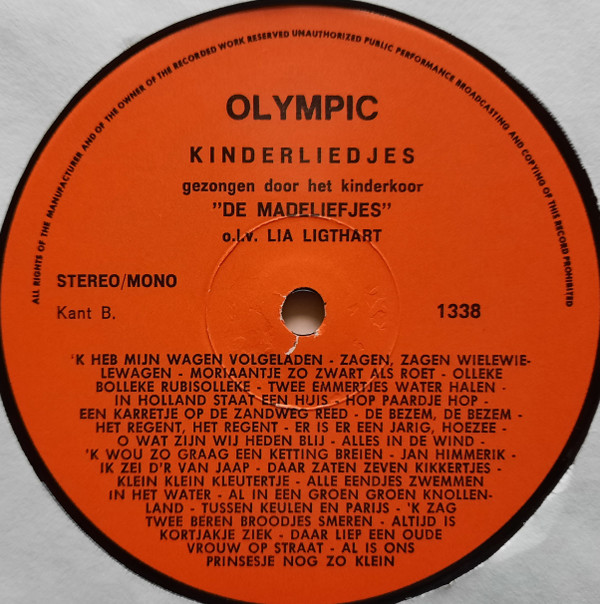 ALL RIGHTS OF THE MANUFACTURER AND OF THE OWNER OF THE RECORDED WORK RESERVED UNAUTHORIZED PUBLIC PERFORMANCE BROADCASTING AND COPYING OF THIS RECORD PROHIBITED
OLYMPIC
KINDERLIEDJES
gezongen door het kinderkoor
"DE MADELIEFJES"
o.l.v. LIA LIGTHART
STEREO/MONO
Kant B. 1338
'K HEB MIJN WAGEN VOLGELADEN - ZAGEN, ZAGEN WIELEWIE-
LEWAGEN - MORIAANTJE ZO ZWART ALS ROET - OLLEKE
BOLLEKE RUBISOLLEKE - TWEE EMMERTJES WATER HALEN -
IN HOLLAND STAAT EEN HUIS - HOP PAARDJE HOP -
EEN KARRETJE OP DE ZANDWEG REED - DE BEZEM, DE BEZEM -
HET REGENT, HET REGENT - ER IS ER EEN JARIG, HOEZEE -
O WAT ZIJN WIJ HEDEN BLIJ - ALLES IN DE WIND -
'K WOU ZO GRAAG EEN KETTING BREIEN - JAN HIMMERIK -
IK ZEI D'R VAN JAAP - DAAR ZATEN ZEVEN KIKKERTJES -
KLEIN KLEIN KLEUTERTJE - ALLE EENDJES ZWEMMEN
IN HET WATER - AL IN EEN GROEN GROEN KNOLLEN-
LAND - TUSSEN KEULEN EN PARIJS - 'K ZAG
TWEE BEREN BROODJES SMEREN - ALTIJD IS
KORTJAKJE ZIEK - DAAR LIEP EEN OUDE
VROUW OP STRAAT - AL IS ONS
PRINSESJE NOG ZO KLEIN